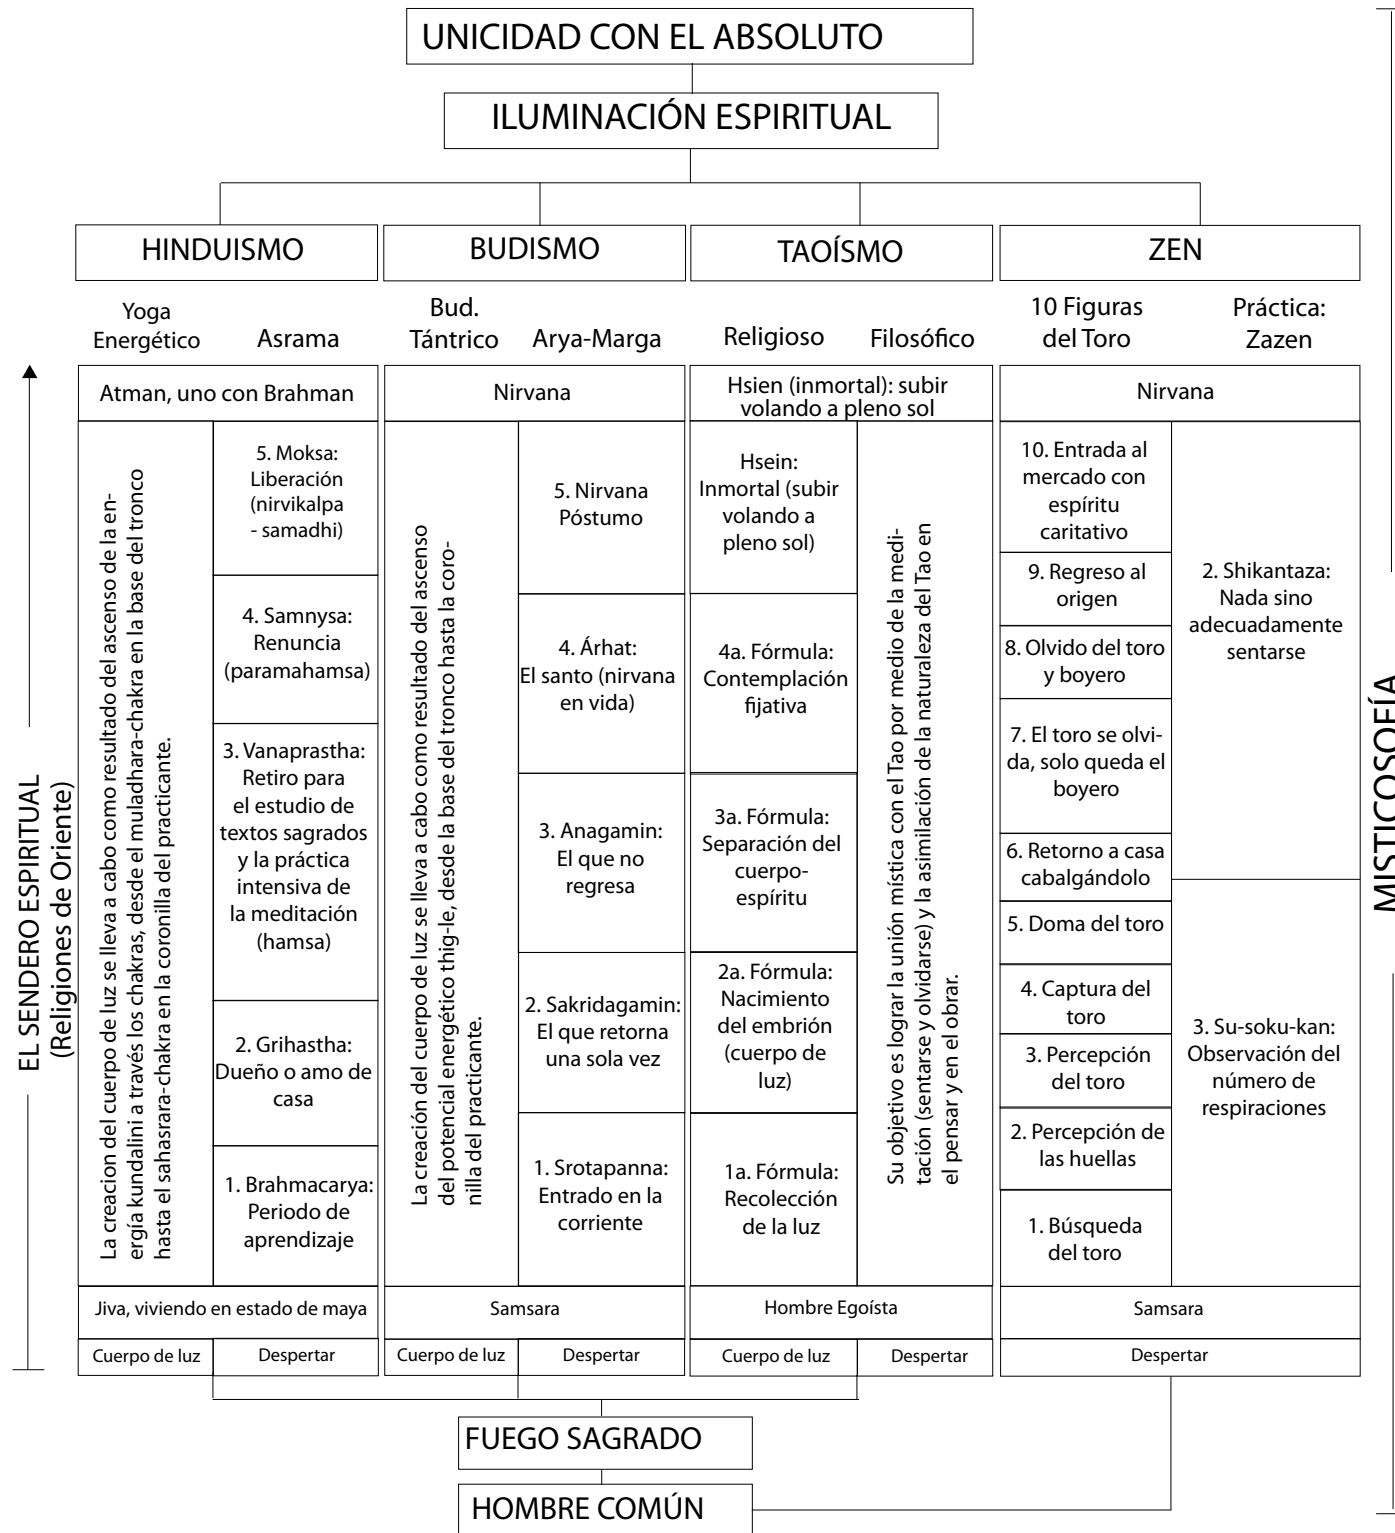 UNICIDAD CON EL ABSOLUTO
ILUMINACIÓN ESPIRITUAL
HINDUISMO
BUDISMO
TAOÍSMO
ZEN
Yoga
Energético
Asrama
Bud.
Tántrico
Arya-Marga
Religioso
Filosófico
10 Figuras
del Toro
Práctica:
Zazen
EL SENDERO ESPIRITUAL
(Religiones de Oriente)
Atman, uno con Brahman
La creacion del cuerpo de luz se lleva a cabo como resultado del ascenso de la en-
ergía kundalini a través los chakras, desde el muladhara-chakra en la base del tronco
hasta el sahasrara-chakra en la coronilla del practicante.
5. Moksa:
Liberación
(nirvikalpa
- samadhi)
4. Samnysa:
Renuncia
(paramahamsa)
3. Vanaprastha:
Retiro para
el estudio de
textos sagrados
y la práctica
intensiva de
la meditación
(hamsa)
2. Grihastha:
Dueño o amo de
casa
1. Brahmacarya:
Periodo de
aprendizaje
Jiva, viviendo en estado de maya
Cuerpo de luz
Despertar
Nirvana
La creación del cuerpo de luz se lleva a cabo como resultado del ascenso
del potencial energético thig-le, desde la base del tronco hasta la coro-
nilla del practicante.
5. Nirvana
Póstumo
4. Árhat:
El santo (nirvana
en vida)
3. Anagamin:
El que no
regresa
2. Sakridagamin:
El que retorna
una sola vez
1. Srotapanna:
Entrado en la
corriente
Samsara
Cuerpo de luz
Despertar
Hsien (inmortal): subir
volando a pleno sol
Hsein:
Inmortal (subir
volando a
pleno sol)
4a. Fórmula:
Contemplación
fijativa
3a. Fórmula:
Separación del
cuerpo-
espíritu
2a. Fórmula:
Nacimiento
del embrión
(cuerpo de
luz)
1a. Fórmula:
Recolección
de la luz
Su objetivo es lograr la unión mística con el Tao por medio de la medi-
tación (sentarse y olvidarse) y la asimilación de la naturaleza del Tao en
el pensar y en el obrar.
Hombre Egoísta
Cuerpo de luz
Despertar
Nirvana
10. Entrada al
mercado con
espíritu
caritativo
9. Regreso al
origen
8. Olvido del toro
y boyero
7. El toro se olvi-
da, solo queda el
boyero
6. Retorno a casa
cabalgándolo
5. Doma del toro
4. Captura del
toro
3. Percepción
del toro
2. Percepción de
las huellas
1. Búsqueda
del toro
2. Shikantaza:
Nada sino
adecuadamente
sentarse
3. Su-soku-kan:
Observación del
número de
respiraciones
Samsara
Despertar
MISTICOSOFÍA
FUEGO SAGRADO
HOMBRE COMÚN